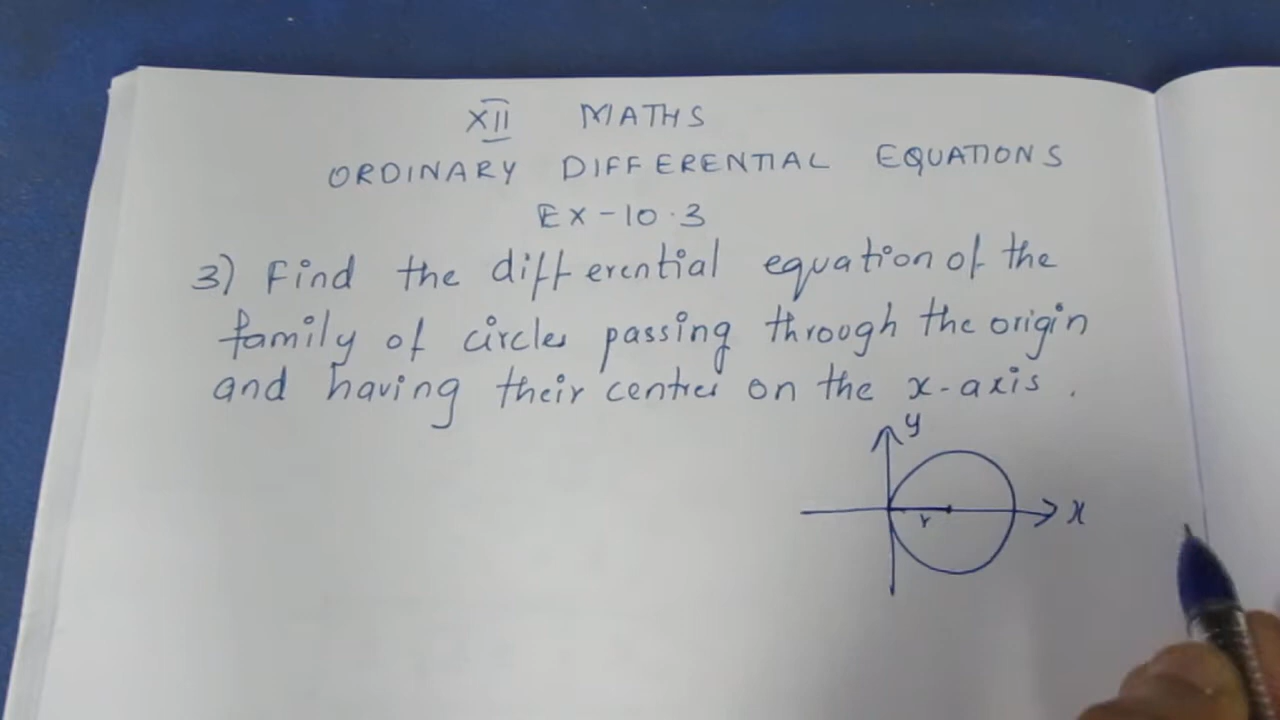 XII MATHS
ORDINARY DIFFERENTIAL EQUATIONS
EX-10.3
3) Find the differential equation of the
family of circles passing through the origin
and having their centres on the x-axis.
y
r
x